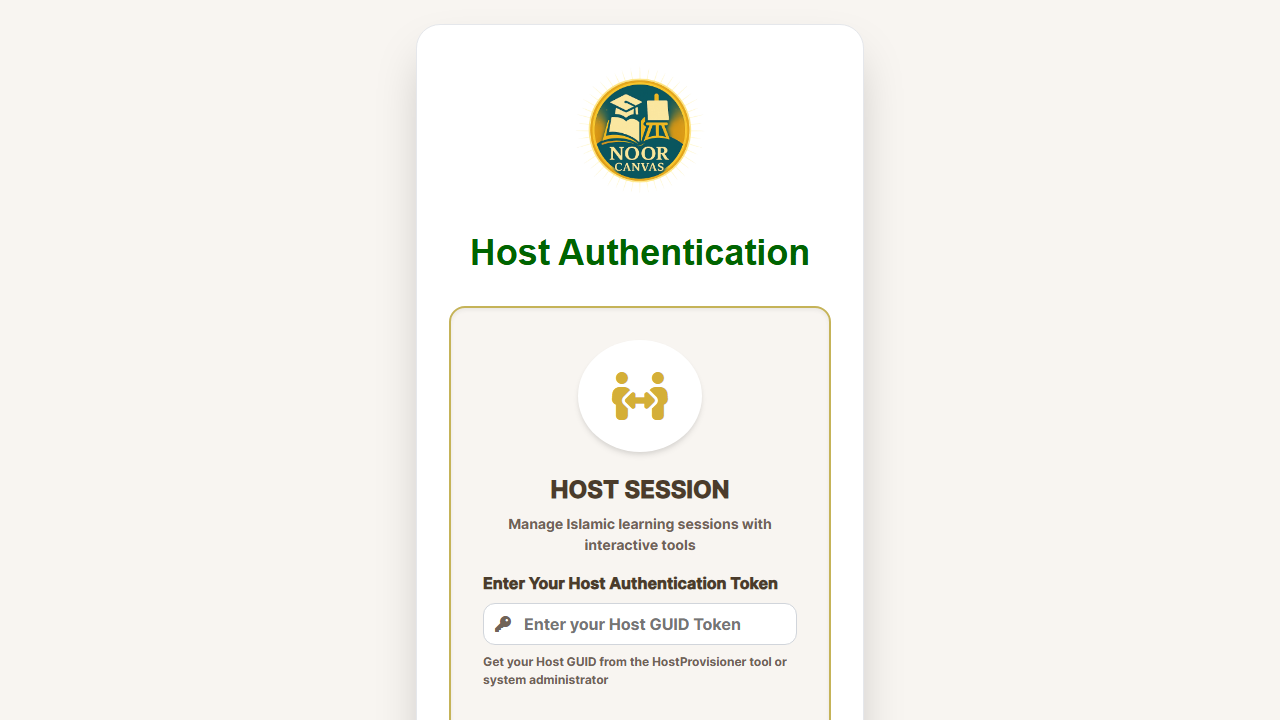 NOOR
CANVAS
Host Authentication
HOST SESSION
Manage Islamic learning sessions with
interactive tools
Enter Your Host Authentication Token
Enter your Host GUID Token
Get your Host GUID from the HostProvisioner tool or
system administrator